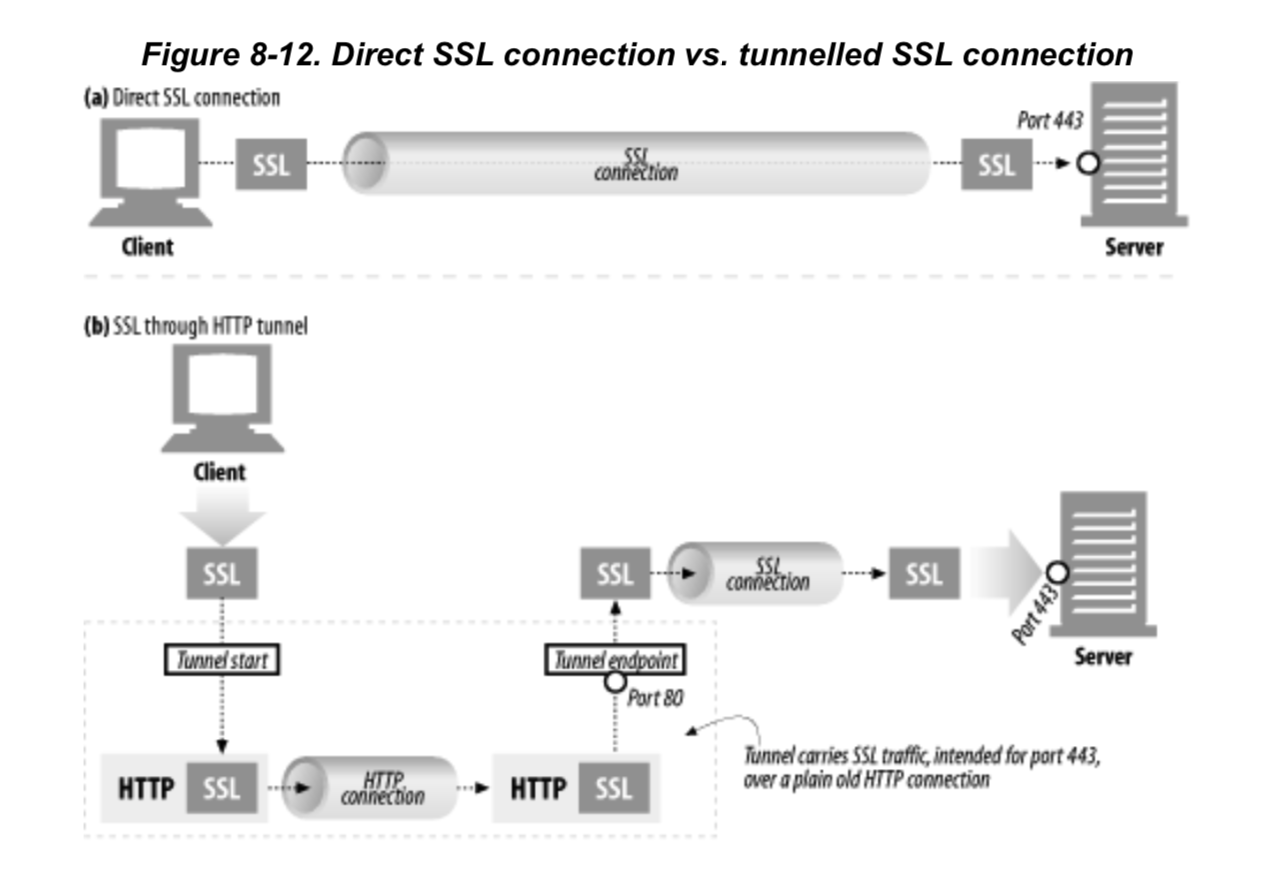 Figure 8-12. Direct SSL connection vs. tunnelled SSL connection
(a) Direct SSL connection
Port 443
SSL
SSL
connection
SSL
Client
Server
(b) SSL through HTTP tunnel
Client
SSL
SSL
SSL
connection
SSL
Port 443
Server
Tunnel start
Tunnel endpoint
Port 80
Tunnel carries SSL traffic, intended for port 443,
over a plain old HTTP connection
HTTP SSL
HTTP
connection
HTTP SSL